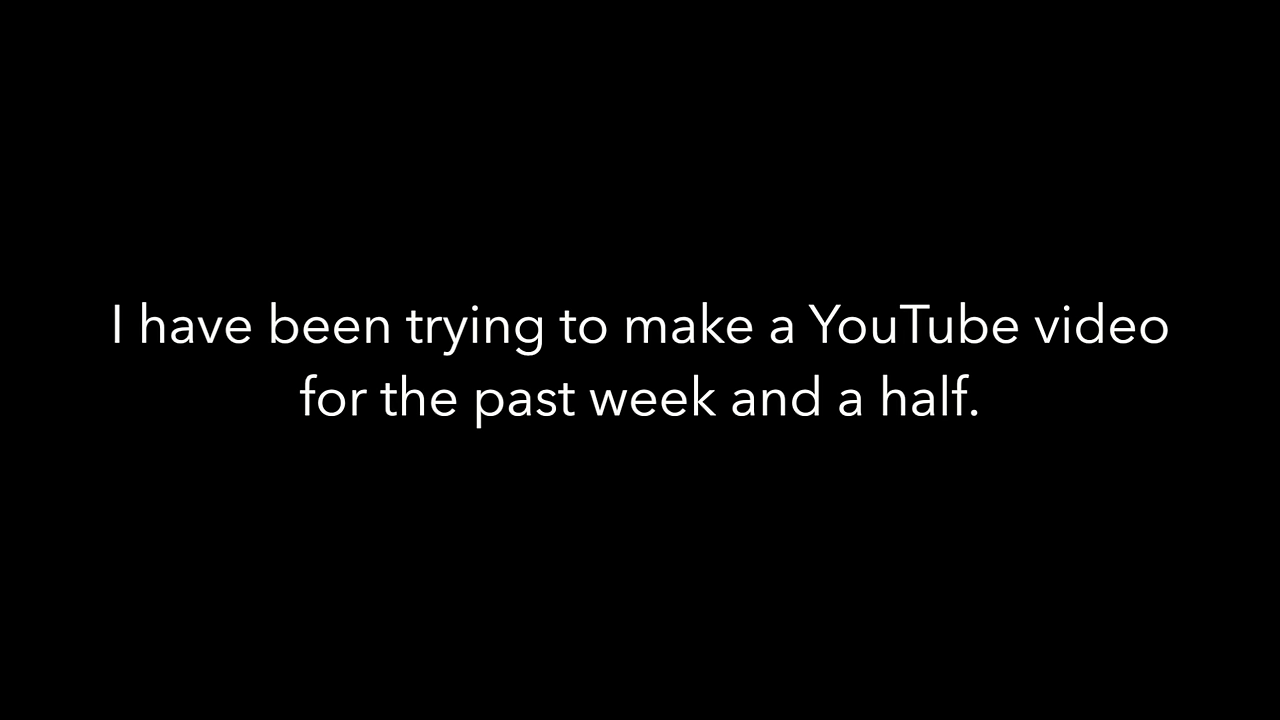 I have been trying to make a YouTube video
for the past week and a half.